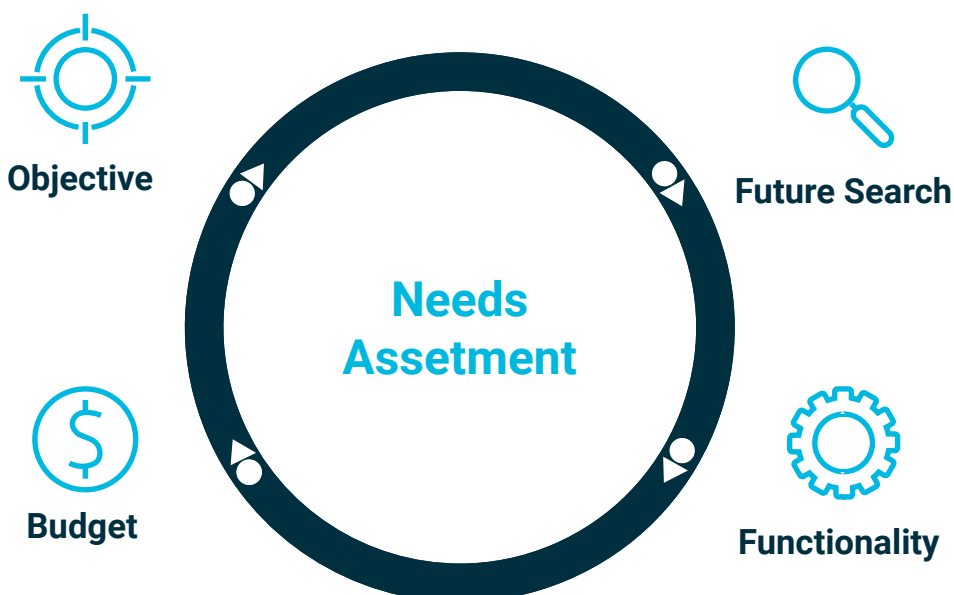 Objective
Future Search
Needs
Assetment
Budget
Functionality